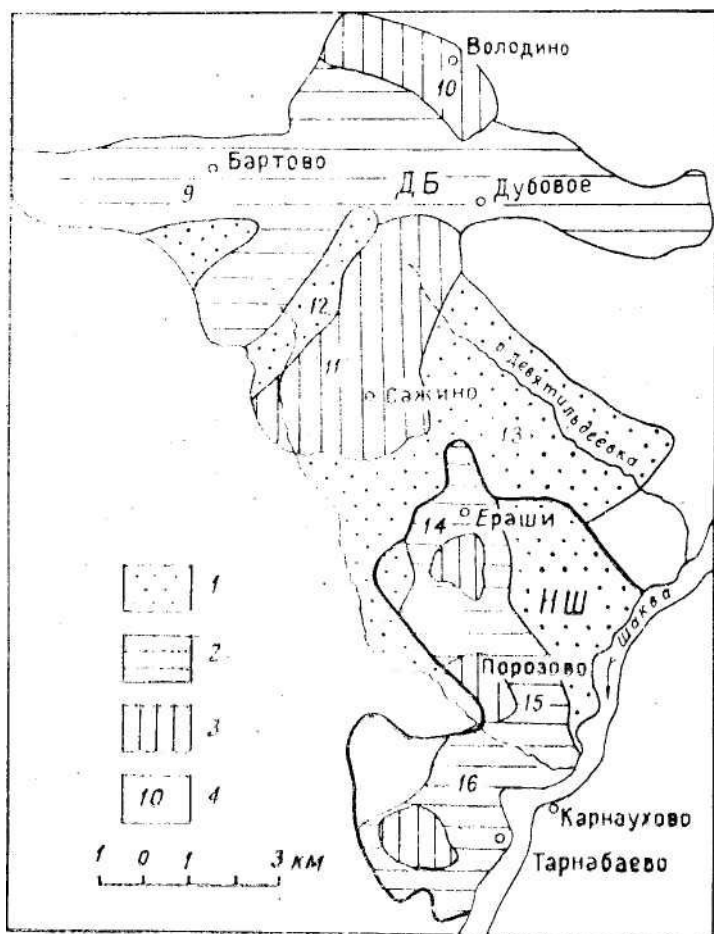 Володино
10
Бартово
9
ДБ
Дубовое
12
11
Сажино
р. Девятильдеевка
13
14
Ераши
НШ
Шаква
Порозово
15
16
Карнаухово
Тарнабаево
1
2
3
10 4
1 0 1 3 км